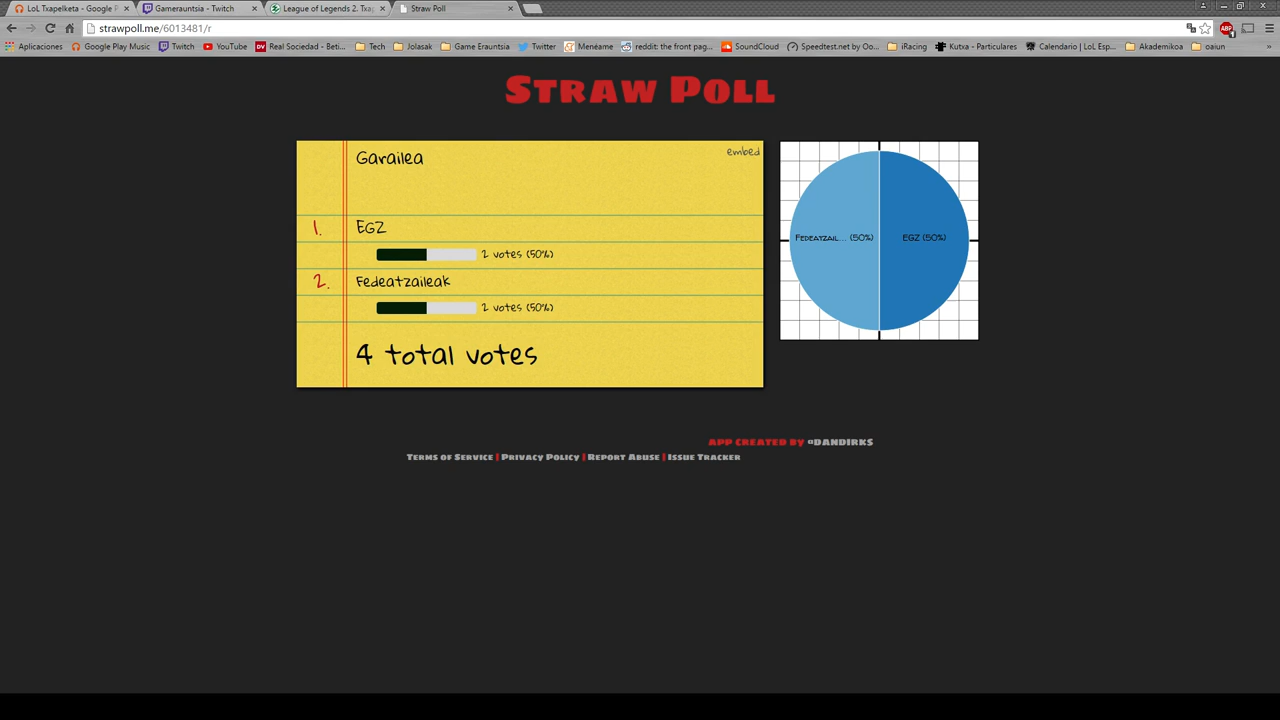 LoL Txapelketa - Google P
Gamerauntsia - Twitch
League of Legends 2. Txap
Straw Poll
strawpoll.me/6013481/r
Aplicaciones
Google Play Music
Twitch
YouTube
Real Sociedad - Beti...
Tech
Jolasak
Game Erauntsia
Twitter
Menéame
reddit: the front pag...
SoundCloud
Speedtest.net by Oo...
iRacing
Kutxa - Particulares
Calendario | LoL Esp...
Akademikoa
oaiun
»
STRAW POLL
Garailea
embed
1. EGZ
2 votes (50%)
2. Fedeatzaileak
2 votes (50%)
4 total votes
FEDEATZAIL... (50%)
EGZ (50%)
APP CREATED BY @DANDIRKS
TERMS OF SERVICE | PRIVACY POLICY | REPORT ABUSE | ISSUE TRACKER